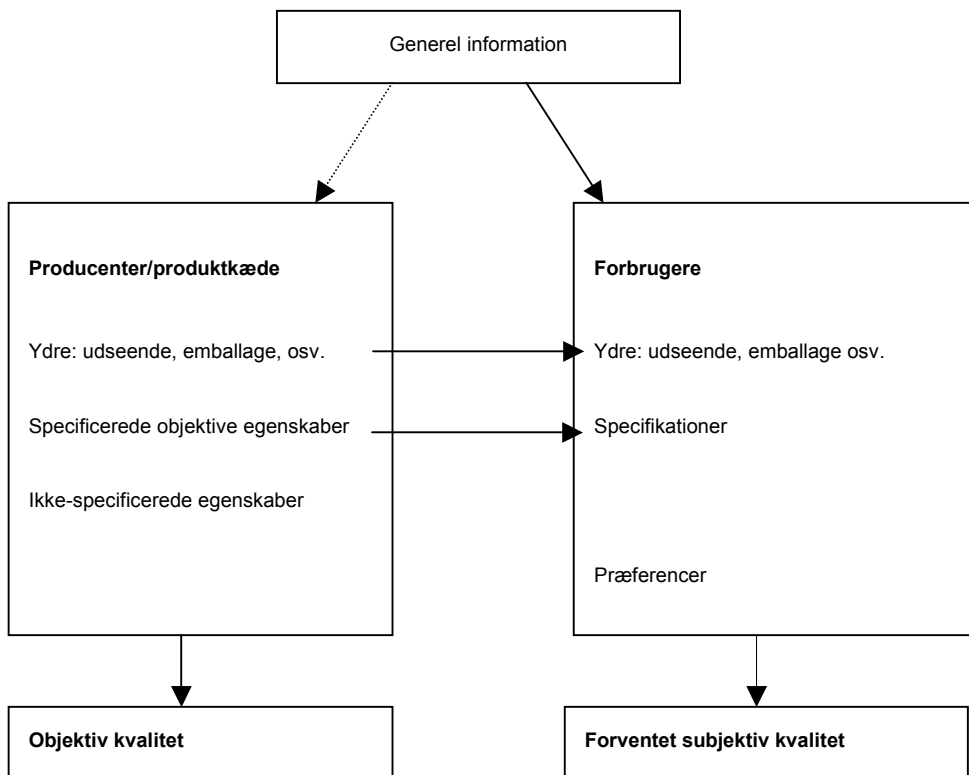 Generel information
Producenter/produktkæde
Ydre: udseende, emballage, osv.
Specificerede objektive egenskaber
Ikke-specificerede egenskaber
Forbrugere
Ydre: udseende, emballage osv.
Specifikationer
Præferencer
Objektiv kvalitet
Forventet subjektiv kvalitet